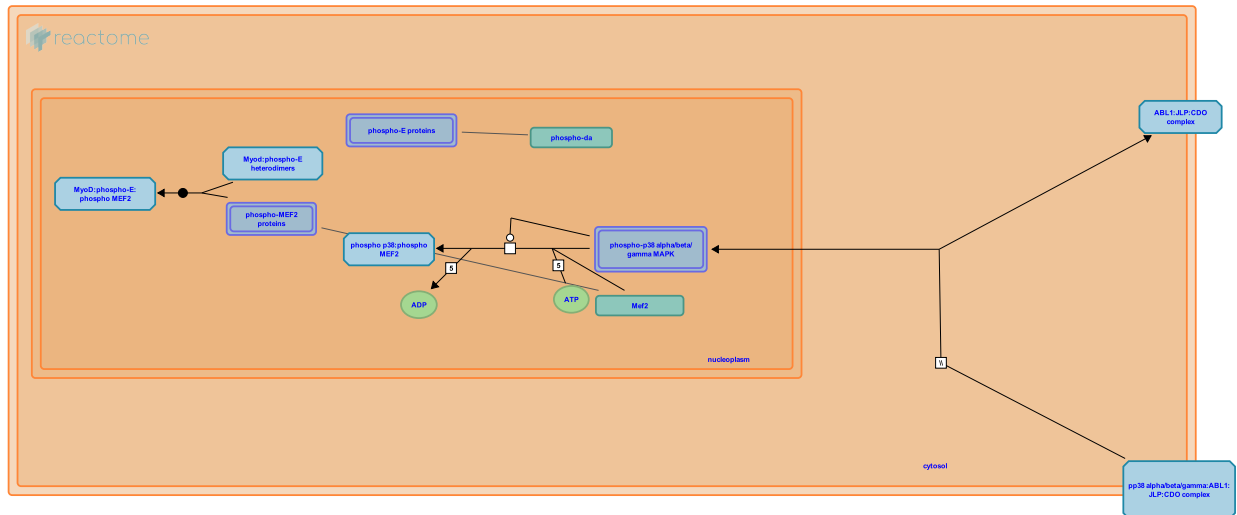 reactome
ABL1:JLP:CDO
complex
phospho-E proteins
phospho-da
Myod:phospho-E
heterodimers
MyoD:phospho-E:
phospho MEF2
phospho-MEF2
proteins
phospho p38:phospho
MEF2
phospho-p38 alpha/beta/
gamma MAPK
5
5
ADP
ATP
Mef2
nucleoplasm
\\
cytosol
pp38 alpha/beta/gamma:ABL1:
JLP:CDO complex